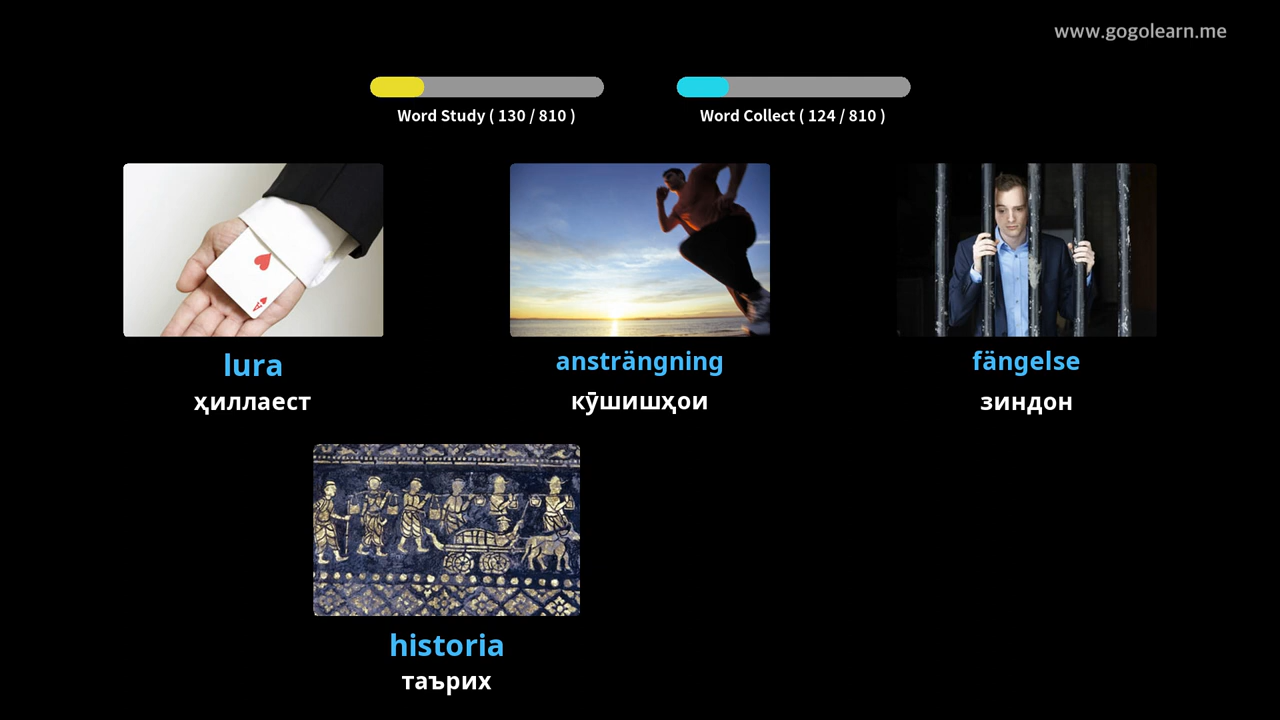 www.gogolearn.me
Word Study ( 130 / 810 )
Word Collect ( 124 / 810 )
lura
ҳиллаест
ansträngning
кӯшишҳои
fängelse
зиндон
historia
таърих